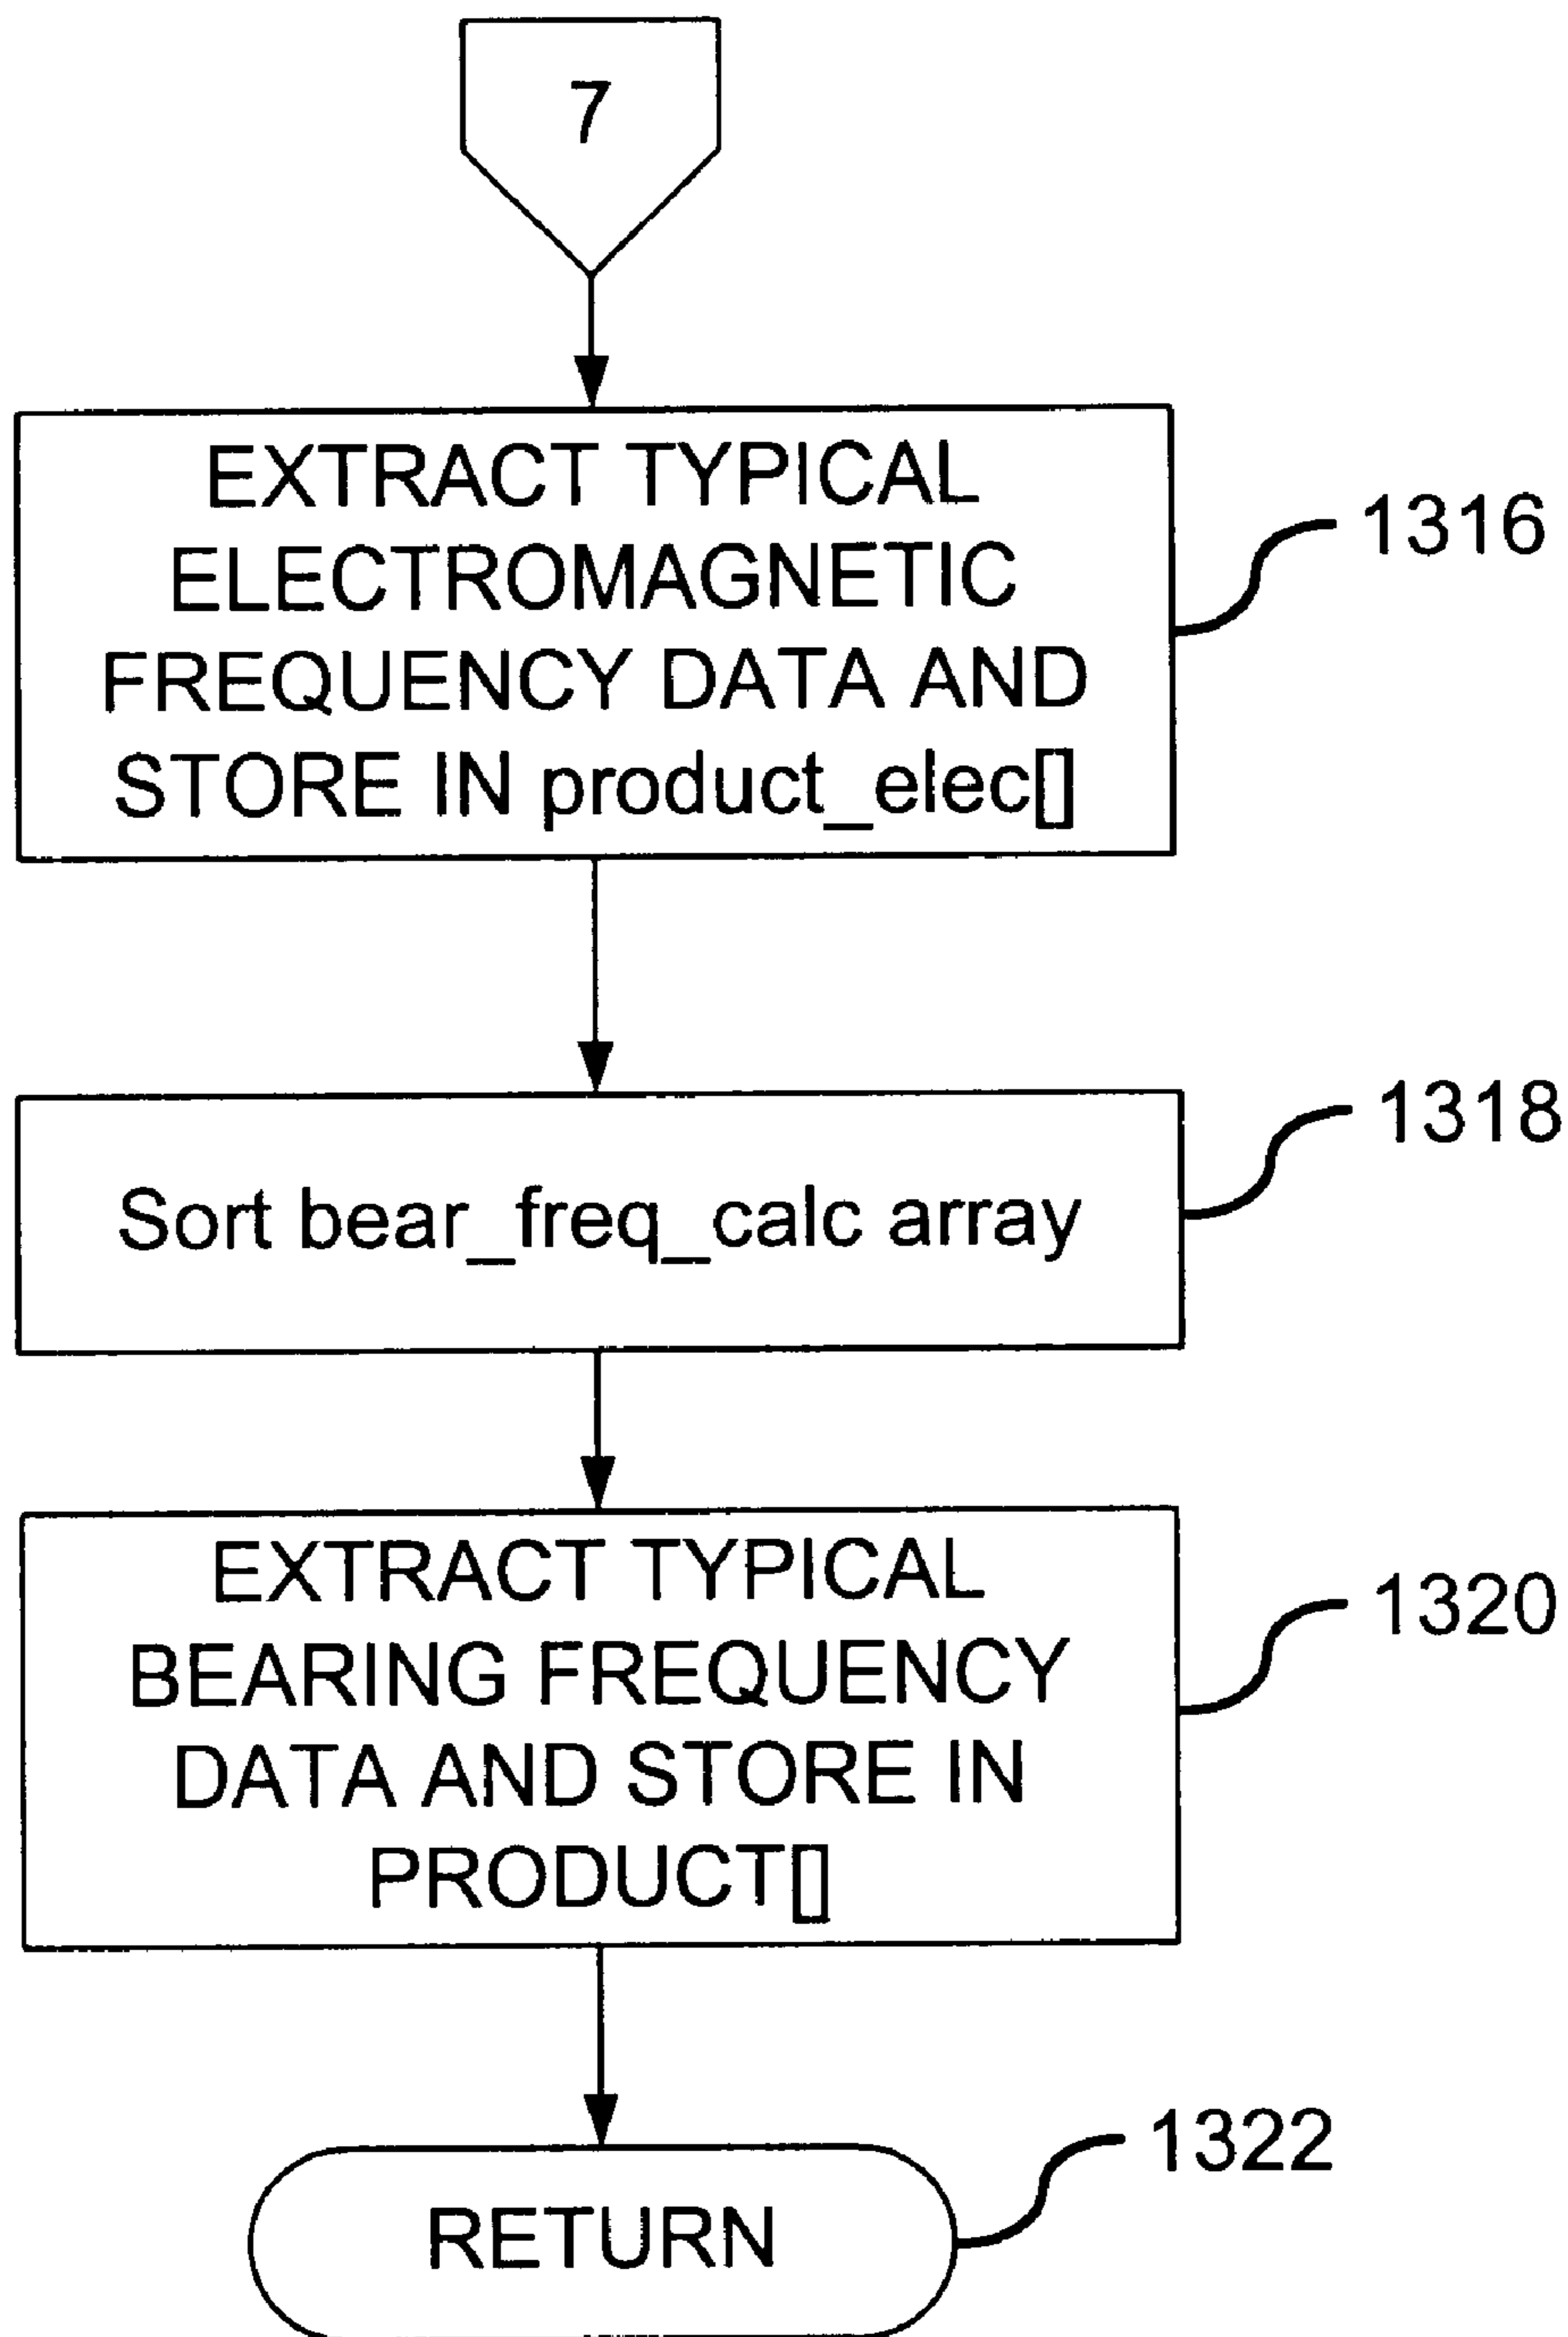 7
EXTRACT TYPICAL
ELECTROMAGNETIC
FREQUENCY DATA AND
STORE IN product_elec[]
1316
Sort bear_freq_calc array
1318
EXTRACT TYPICAL
BEARING FREQUENCY
DATA AND STORE IN
PRODUCT[]
1320
RETURN
1322